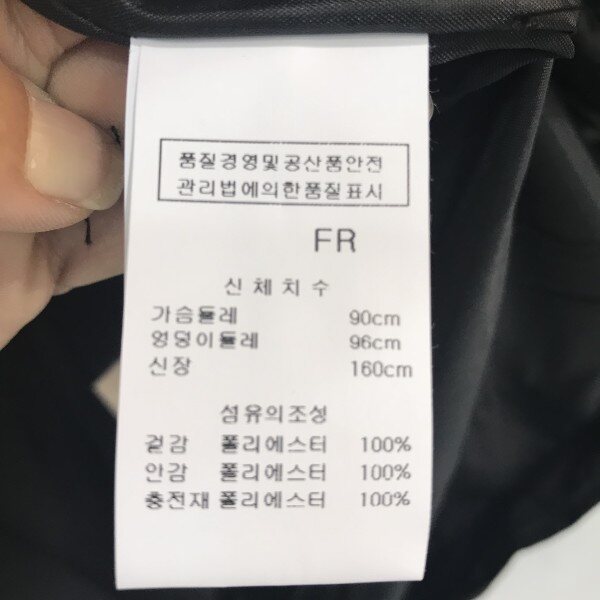 품질경영및공산품안전
관리법에의한품질표시
FR
신체치수
가슴둘레 90cm
엉덩이둘레 96cm
신장 160cm
섬유의조성
겉감 폴리에스터 100%
안감 폴리에스터 100%
충전재 폴리에스터 100%